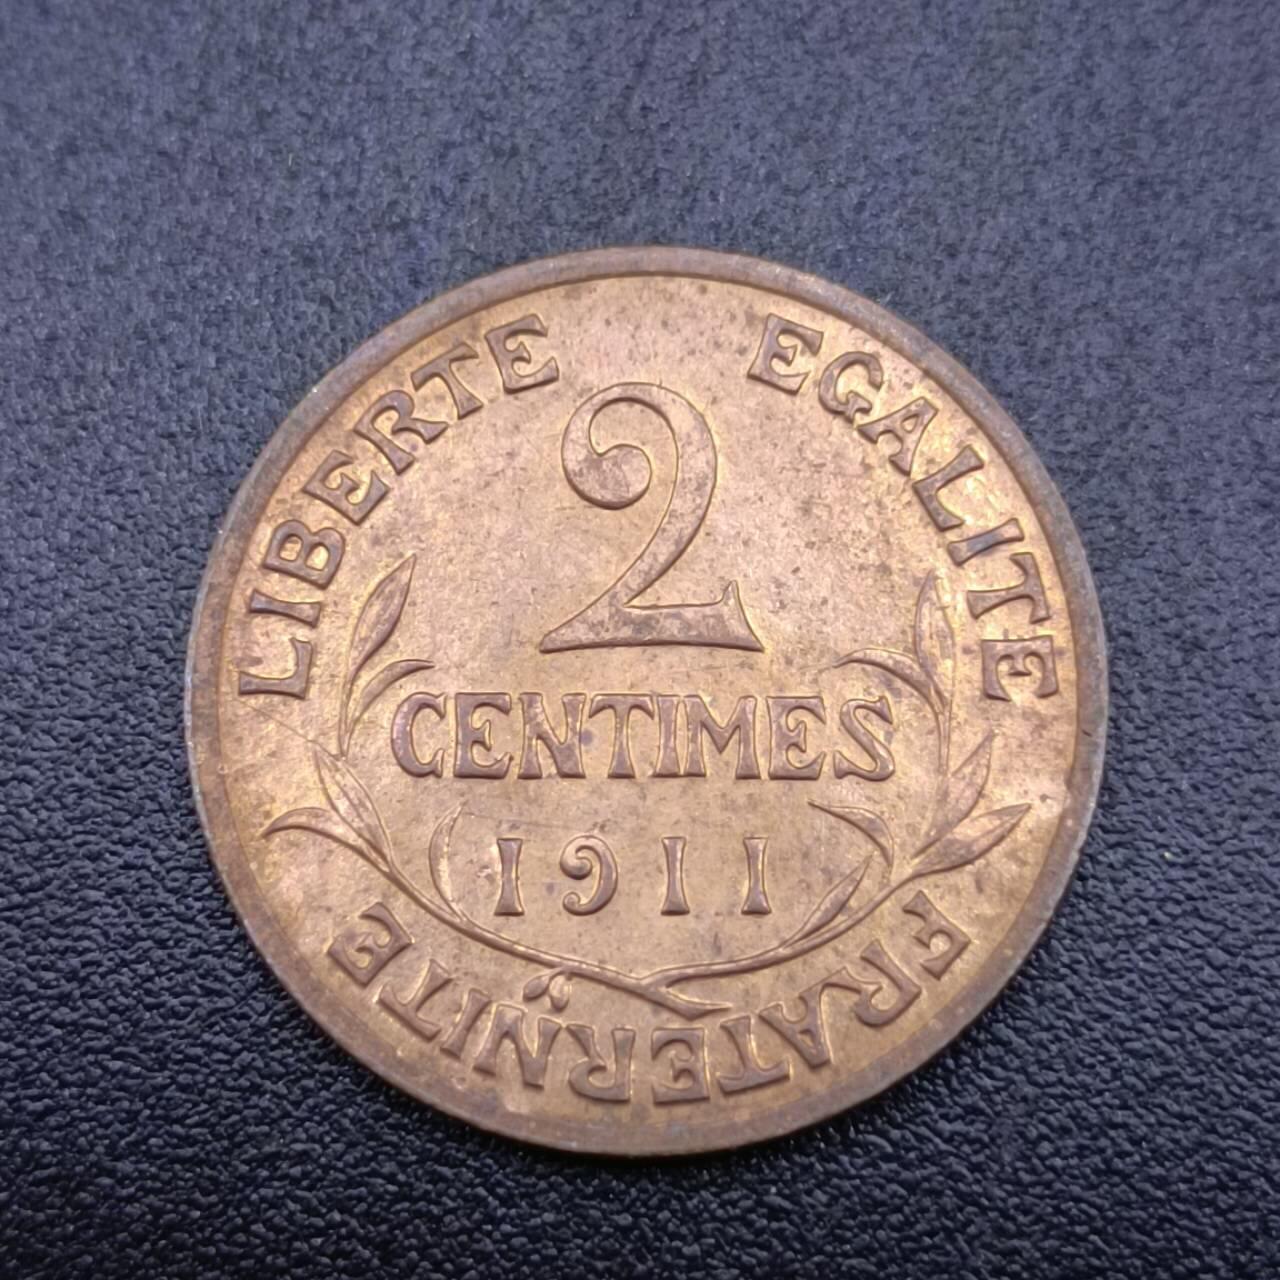 LIBERTE EGALITE
2
CENTIMES
1911
FRATERNITE